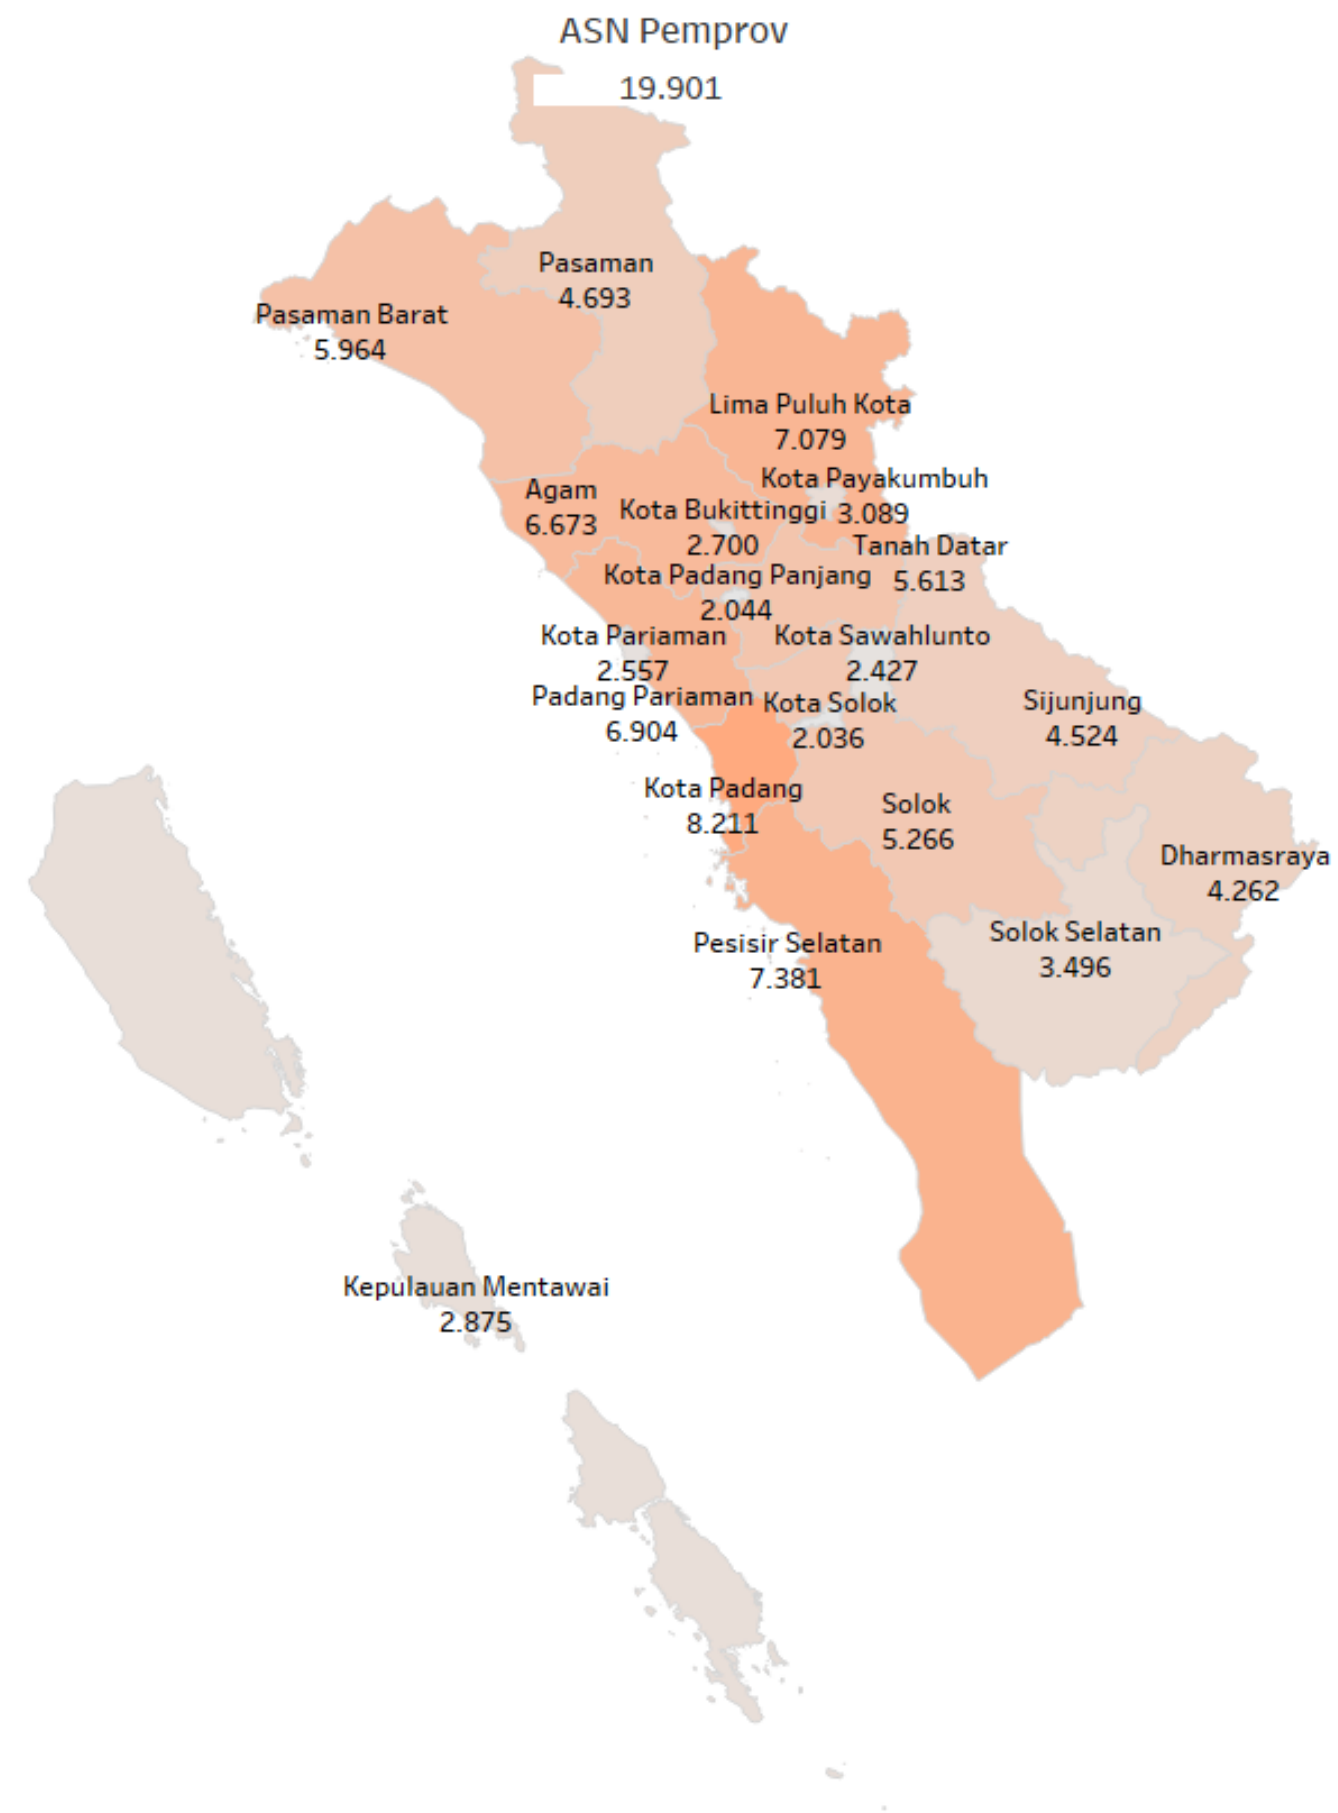 ASN Pemprov
19.901
Pasaman
4.693
Pasaman Barat
5.964
Lima Puluh Kota
7.079
Kota Payakumbuh
3.089
Agam
6.673
Kota Bukittinggi
2.700
Tanah Datar
5.613
Kota Padang Panjang
2.044
Kota Pariaman
2.557
Kota Sawahlunto
2.427
Padang Pariaman
6.904
Kota Solok
2.036
Sijunjung
4.524
Kota Padang
8.211
Solok
5.266
Dharmasraya
4.262
Solok Selatan
3.496
Pesisir Selatan
7.381
Kepulauan Mentawai
2.875